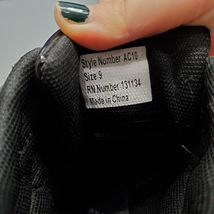 Style Number AC10
Size 9
RN Number 131134
Made in China